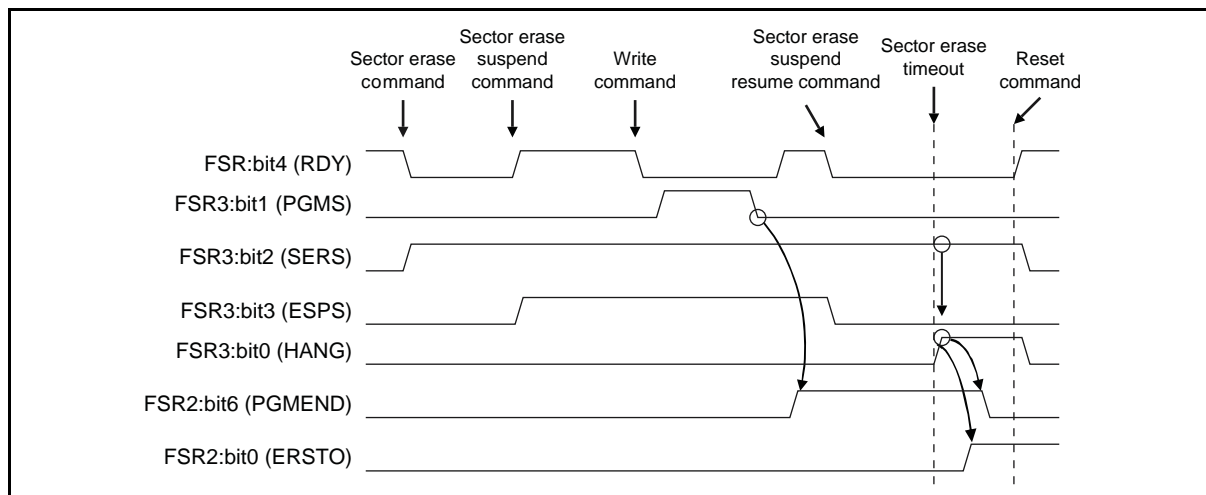 Sector erase
command
Sector erase
suspend
command
Write
command
Sector erase
suspend
resume command
Sector erase
timeout
Reset
command
FSR:bit4 (RDY)
FSR3:bit1 (PGMS)
FSR3:bit2 (SERS)
FSR3:bit3 (ESPS)
FSR3:bit0 (HANG)
FSR2:bit6 (PGMEND)
FSR2:bit0 (ERSTO)